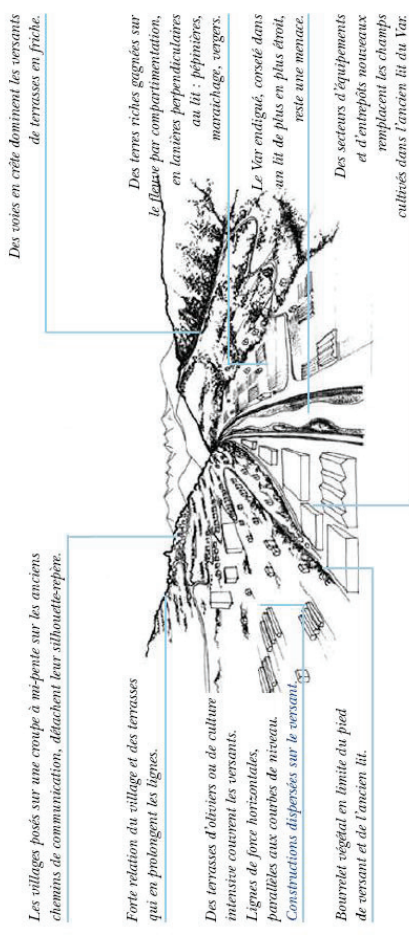 Les villages posés sur une croupe à mi-pente sur les anciens
chemins de communication, détachent leur silhouette-repère.
Forte relation du village et des terrasses
qui en prolongent les lignes.
Des terrasses d'oliviers ou de culture
intensive couvrent les versants.
Lignes de force horizontales,
parallèles aux courbes de niveau.
Constructions dispersées sur le versant.
Bourrelet végétal en limite du pied
de versant et de l'ancien lit.
Des voies en crête dominent les versants
de terrasses en friche.
Des terres riches gagnées sur
le fleuve par compartimentation,
en lanières perpendiculaires
au lit : pépinières,
maraichage, vergers.
Le Var endigué, corseté dans
un lit de plus en plus étroit,
reste une menace.
Des secteurs d'équipements
et d'entrepôts nouveaux
remplacent les champs
cultivés dans l'ancien lit du Var.